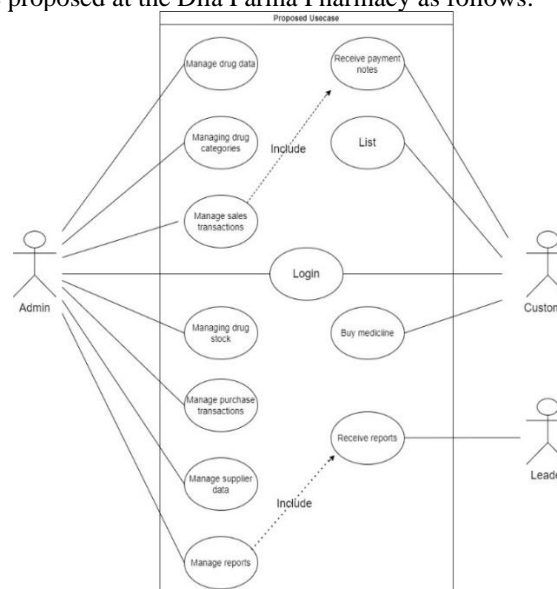 proposed at the Dha Farma Pharmacy as follows:
Proposed Usecase
Manage drug data
Receive payment
notes
Managing drug
categories
Include
List
Manage sales
transactions
Login
Admin
Custom
Managing drug
stock
Buy medicline
Manage purchase
transactions
Receive reports
Manage supplier
data
Include
Leade
Manage reports